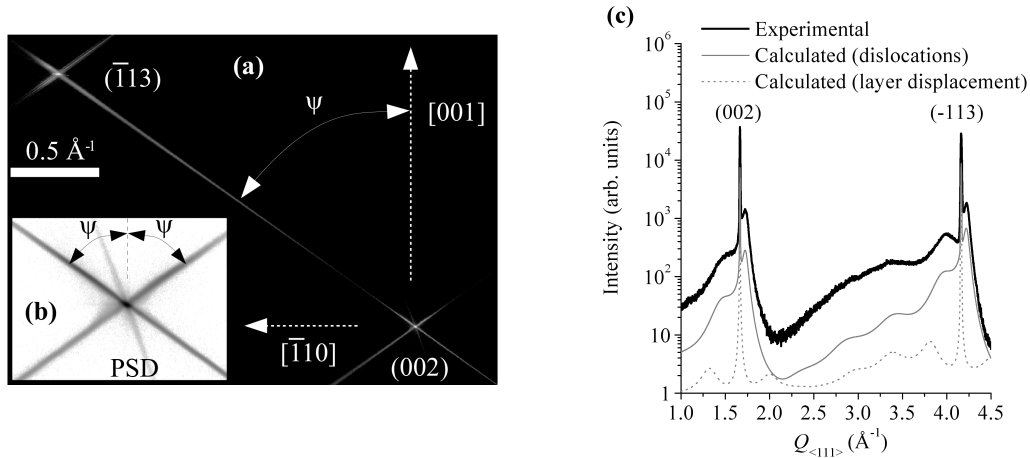 (a)
(1̅13)
ψ
[001]
0.5 Å⁻¹
ψ ψ
(b)
[1̅10]
PSD
(002)
(c)
Experimental
Calculated (dislocations)
Calculated (layer displacement)
(002) (-113)
Intensity (arb. units)
10⁶
10⁵
10⁴
10³
10²
10
1
1.0 1.5 2.0 2.5 3.0 3.5 4.0 4.5
Q<111> (Å⁻¹)